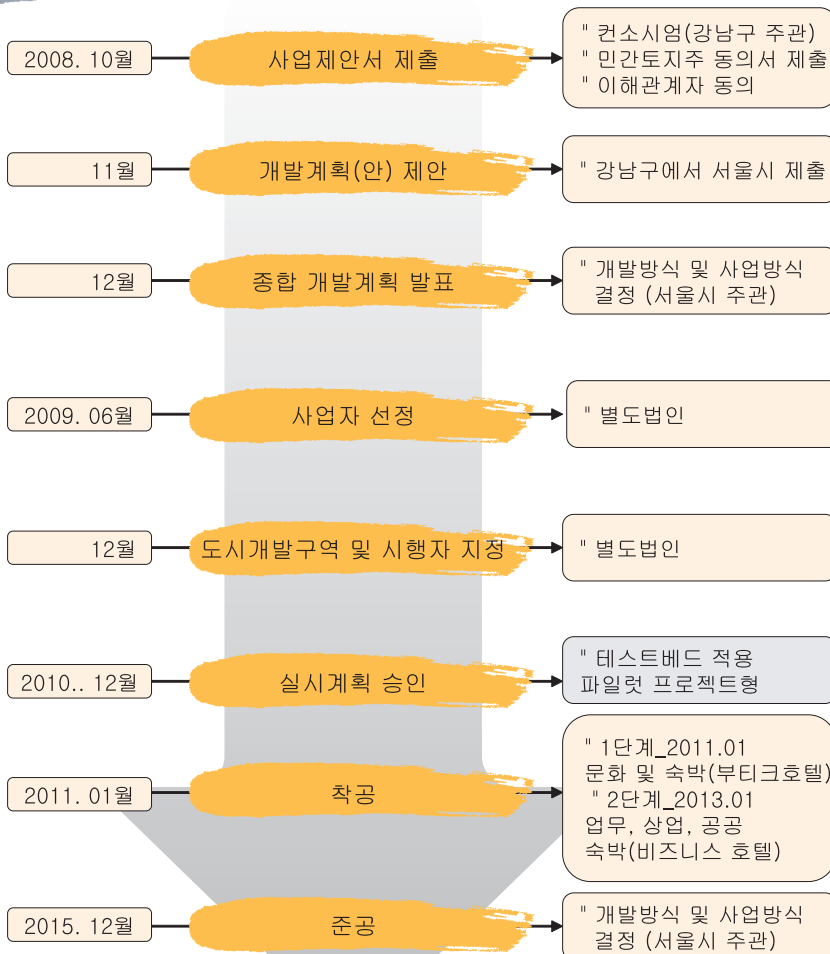 2008. 10월
사업제안서 제출
" 컨소시엄(강남구 주관)
" 민간토지주 동의서 제출
" 이해관계자 동의
11월
개발계획(안) 제안
" 강남구에서 서울시 제출
12월
종합 개발계획 발표
" 개발방식 및 사업방식
결정 (서울시 주관)
2009. 06월
사업자 선정
" 별도법인
12월
도시개발구역 및 시행자 지정
" 별도법인
2010.. 12월
실시계획 승인
" 테스트베드 적용
파일럿 프로젝트형
2011. 01월
착공
" 1단계_2011.01
문화 및 숙박(부티크호텔)
" 2단계_2013.01
업무, 상업, 공공
숙박(비즈니스 호텔)
2015. 12월
준공
" 개발방식 및 사업방식
결정 (서울시 주관)